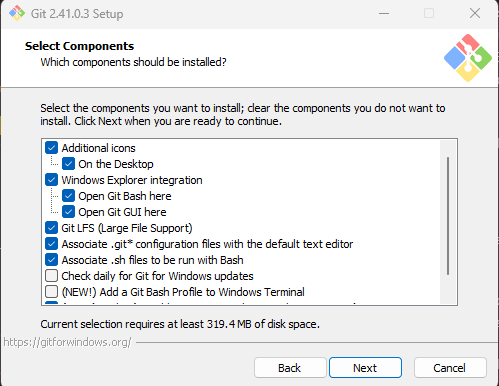 Git 2.41.0.3 Setup
Select Components
Which components should be installed?
Select the components you want to install; clear the components you do not want to
install. Click Next when you are ready to continue.
Additional icons
On the Desktop
Windows Explorer integration
Open Git Bash here
Open Git GUI here
Git LFS (Large File Support)
Associate .git* configuration files with the default text editor
Associate .sh files to be run with Bash
Check daily for Git for Windows updates
(NEW!) Add a Git Bash Profile to Windows Terminal
Current selection requires at least 319.4 MB of disk space.
https://gitforwindows.org/
Back
Next
Cancel